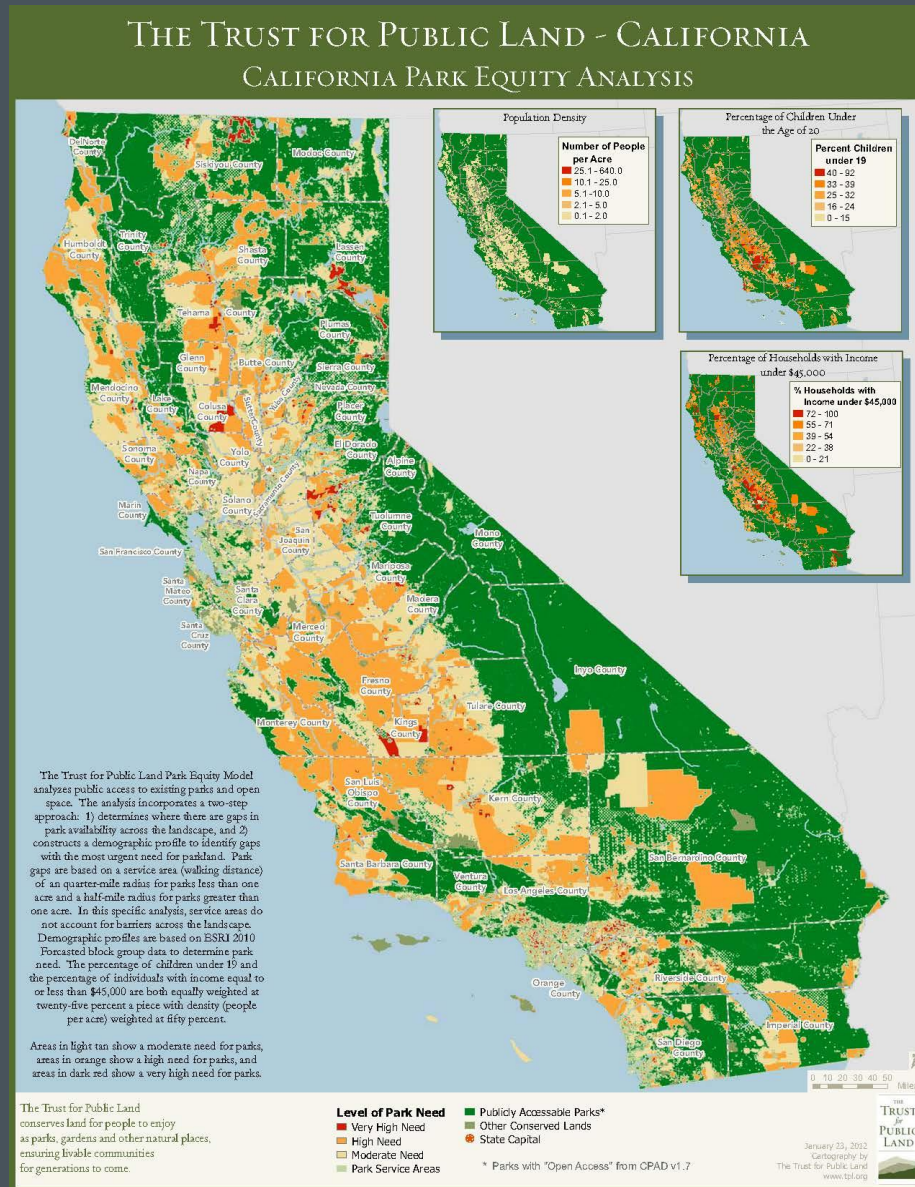 THE TRUST FOR PUBLIC LAND - CALIFORNIA
CALIFORNIA PARK EQUITY ANALYSIS
Population Density
Number of People
per Acre
25.1 - 640.0
10.1 - 25.0
5.1 - 10.0
2.1 - 5.0
0.1 - 2.0
Percentage of Children Under
the Age of 20
Percent Children
under 19
40 - 92
33 - 39
25 - 32
16 - 24
0 - 15
Percentage of Households with Income
under $45,000
% Households with
Income under $45,000
72 - 100
55 - 71
39 - 54
22 - 38
0 - 21
DelNorte
County
Siskiyou County
Modoc County
Humboldt
County
Trinity
County
Shasta
County
Lassen
County
Tehama County
Plumas
County
Glenn
County
Butte County
Sierra County
Nevada County
Yuba County
Mendocino
County
Lake
County
Colusa
County
Sutter County
Placer
County
Sonoma
County
Yolo
County
El Dorado
County
Napa
County
Alpine
County
Solano
County
Sacramento County
Marin
County
San
Joaquin
County
Tuolumne
County
Mono
County
San Francisco County
Mariposa
County
Santa
Mateo
County
Santa
Clara
County
Madera
County
Santa
Cruz
County
Merced
County
Fresno
County
Inyo County
Tulare County
Monterey County
Kings
County
San Luis
Obispo
County
Kern County
Santa Barbara County
Ventura
County
Los Angeles County
San Bernardino County
Orange
County
Riverside County
San Diego
County
Imperial County
The Trust for Public Land Park Equity Model
analyzes public access to existing parks and open
space. The analysis incorporates a two-step
approach: 1) determines where there are gaps in
park availability across the landscape, and 2)
constructs a demographic profile to identify gaps
with the most urgent need for parkland. Park
gaps are based on a service area (walking distance)
of an quarter-mile radius for parks less than one
acre and a half-mile radius for parks greater than
one acre. In this specific analysis, service areas do
not account for barriers across the landscape.
Demographic profiles are based on ESRI 2010
Forcasted block group data to determine park
need. The percentage of children under 19 and
the percentage of individuals with income equal to
or less than $45,000 are both equally weighted at
twenty-five percent a piece with density (people
per acre) weighted at fifty percent.
Areas in light tan show a moderate need for parks,
areas in orange show a high need for parks, and
areas in dark red show a very high need for parks.
0 10 20 30 40 50
The Trust for Public Land
conserves land for people to enjoy
as parks, gardens and other natural places,
ensuring livable communities
for generations to come.
Level of Park Need
Very High Need
High Need
Moderate Need
Park Service Areas
Publicly Accessable Parks*
Other Conserved Lands
State Capital
* Parks with "Open Access" from CPAD v1.7
January 23, 2012
Cartography by
The Trust for Public Land
www.tpl.org
THE
TRUST
for
PUBLIC
LAND